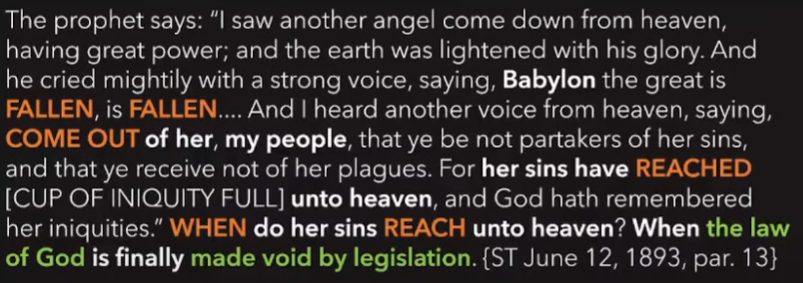 The prophet says: “I saw another angel come down from heaven,
having great power; and the earth was lightened with his glory. And
he cried mightily with a strong voice, saying, Babylon the great is
FALLEN, is FALLEN.... And I heard another voice from heaven, saying,
COME OUT of her, my people, that ye be not partakers of her sins,
and that ye receive not of her plagues. For her sins have REACHED
[CUP OF INIQUITY FULL] unto heaven, and God hath remembered
her iniquities.” WHEN do her sins REACH unto heaven? When the law
of God is finally made void by legislation. {ST June 12, 1893, par. 13}